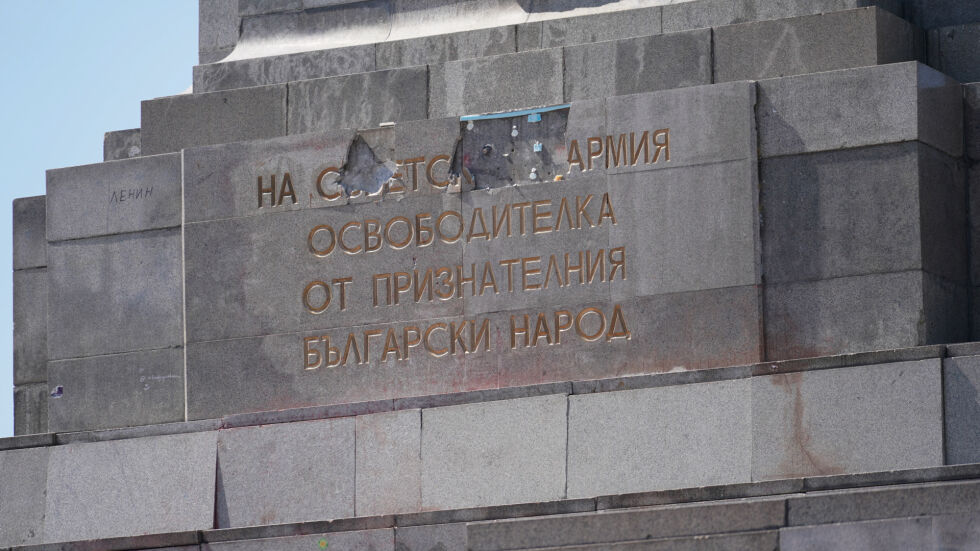 ЛЕНИН
НА АРМИЯ
ОСВОБОДИТЕЛКА
ОТ ПРИЗНАТЕЛНИЯ
БЪЛГАРСКИ НАРОД